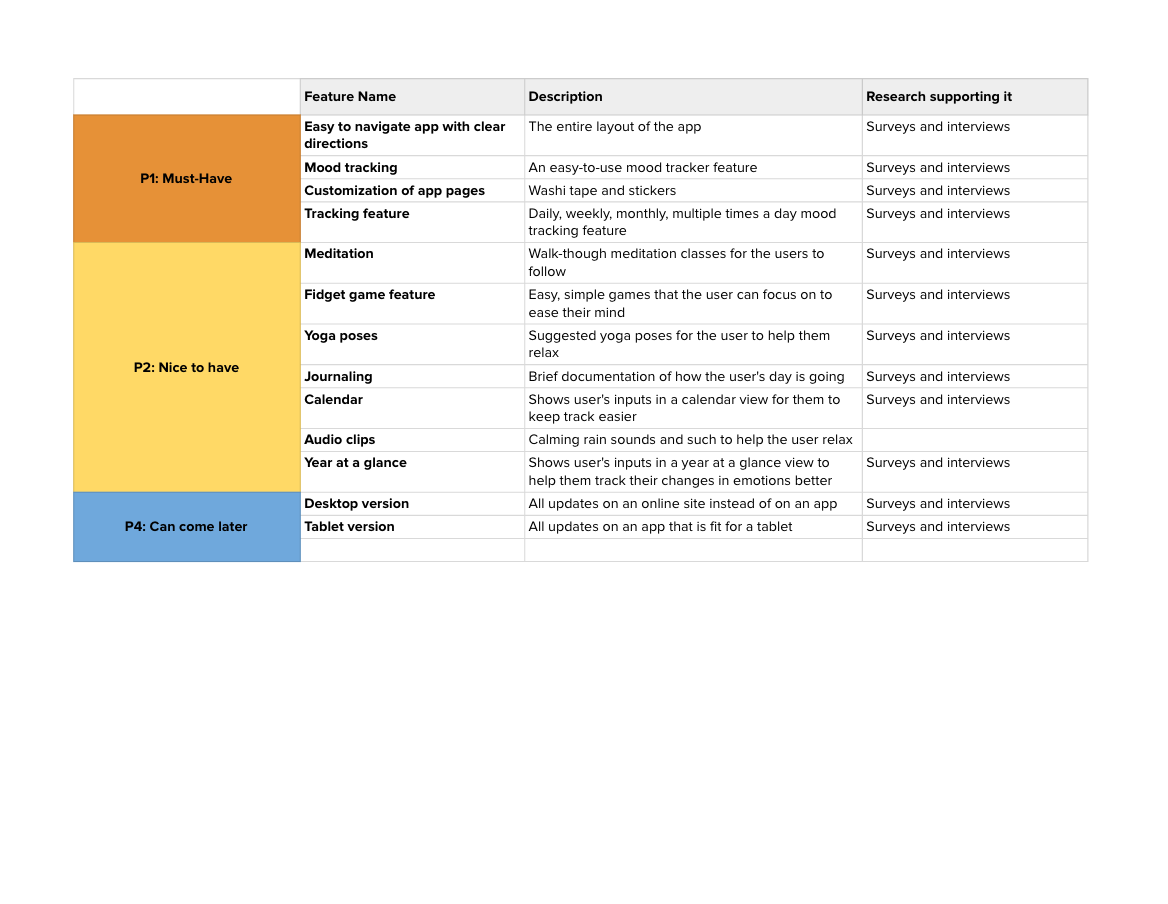 Feature Name Description Research supporting it
P1: Must-Have
Easy to navigate app with clear directions The entire layout of the app Surveys and interviews
Mood tracking An easy-to-use mood tracker feature Surveys and interviews
Customization of app pages Washi tape and stickers Surveys and interviews
Tracking feature Daily, weekly, monthly, multiple times a day mood tracking feature Surveys and interviews
P2: Nice to have
Meditation Walk-though meditation classes for the users to follow Surveys and interviews
Fidget game feature Easy, simple games that the user can focus on to ease their mind Surveys and interviews
Yoga poses Suggested yoga poses for the user to help them relax Surveys and interviews
Journaling Brief documentation of how the user's day is going Surveys and interviews
Calendar Shows user's inputs in a calendar view for them to keep track easier Surveys and interviews
Audio clips Calming rain sounds and such to help the user relax
Year at a glance Shows user's inputs in a year at a glance view to help them track their changes in emotions better Surveys and interviews
P4: Can come later
Desktop version All updates on an online site instead of on an app Surveys and interviews
Tablet version All updates on an app that is fit for a tablet Surveys and interviews